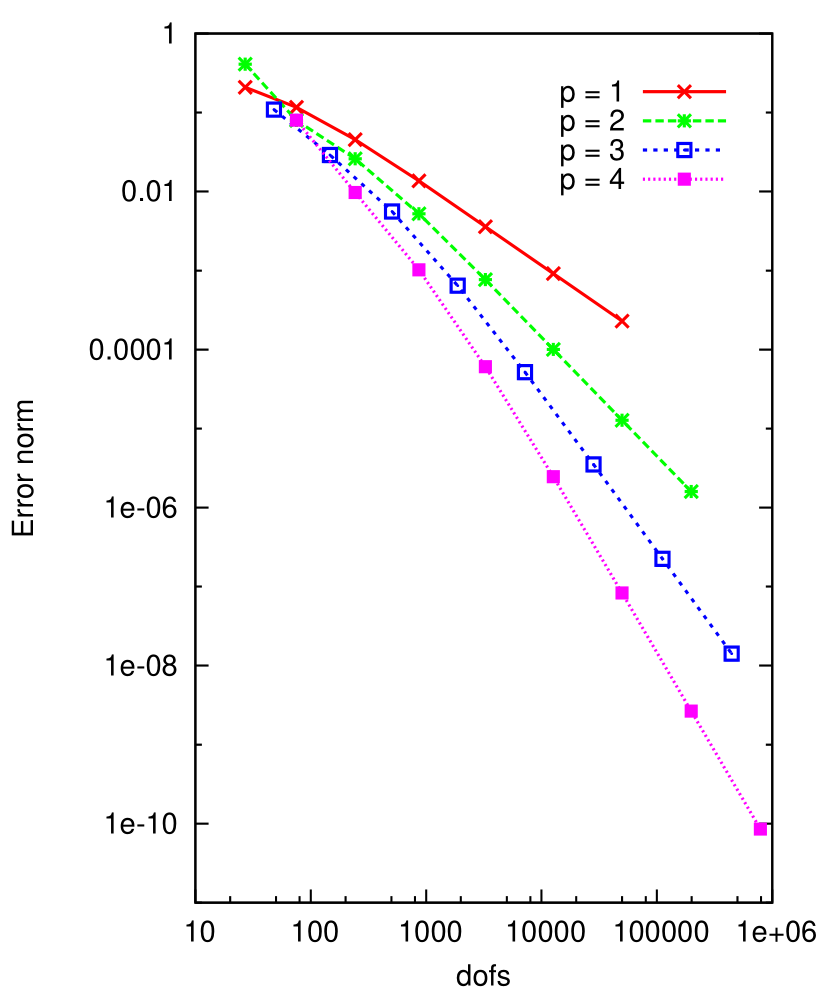 1
0.01
0.0001
1e-06
1e-08
1e-10
Error norm
p = 1
p = 2
p = 3
p = 4
10 100 1000 10000 100000 1e+06
dofs